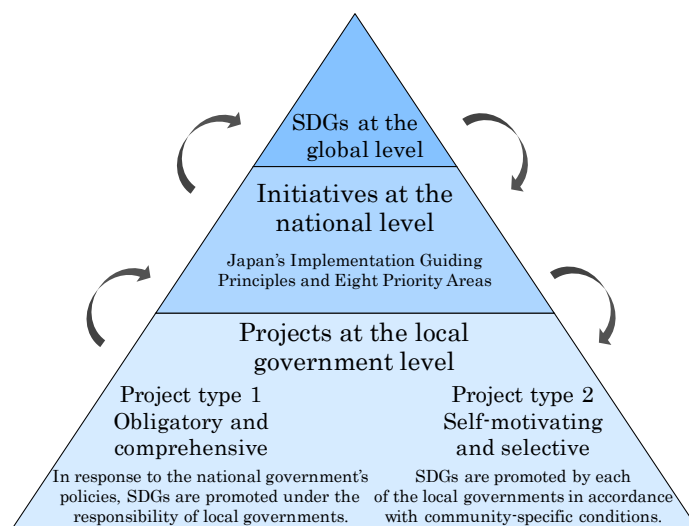 SDGs at the
global level
Initiatives at the
national level
Japan's Implementation Guiding
Principles and Eight Priority Areas
Projects at the local
government level
Project type 1
Obligatory and
comprehensive
In response to the national government's
policies, SDGs are promoted under the
responsibility of local governments.
Project type 2
Self-motivating
and selective
SDGs are promoted by each
of the local governments in accordance
with community-specific conditions.